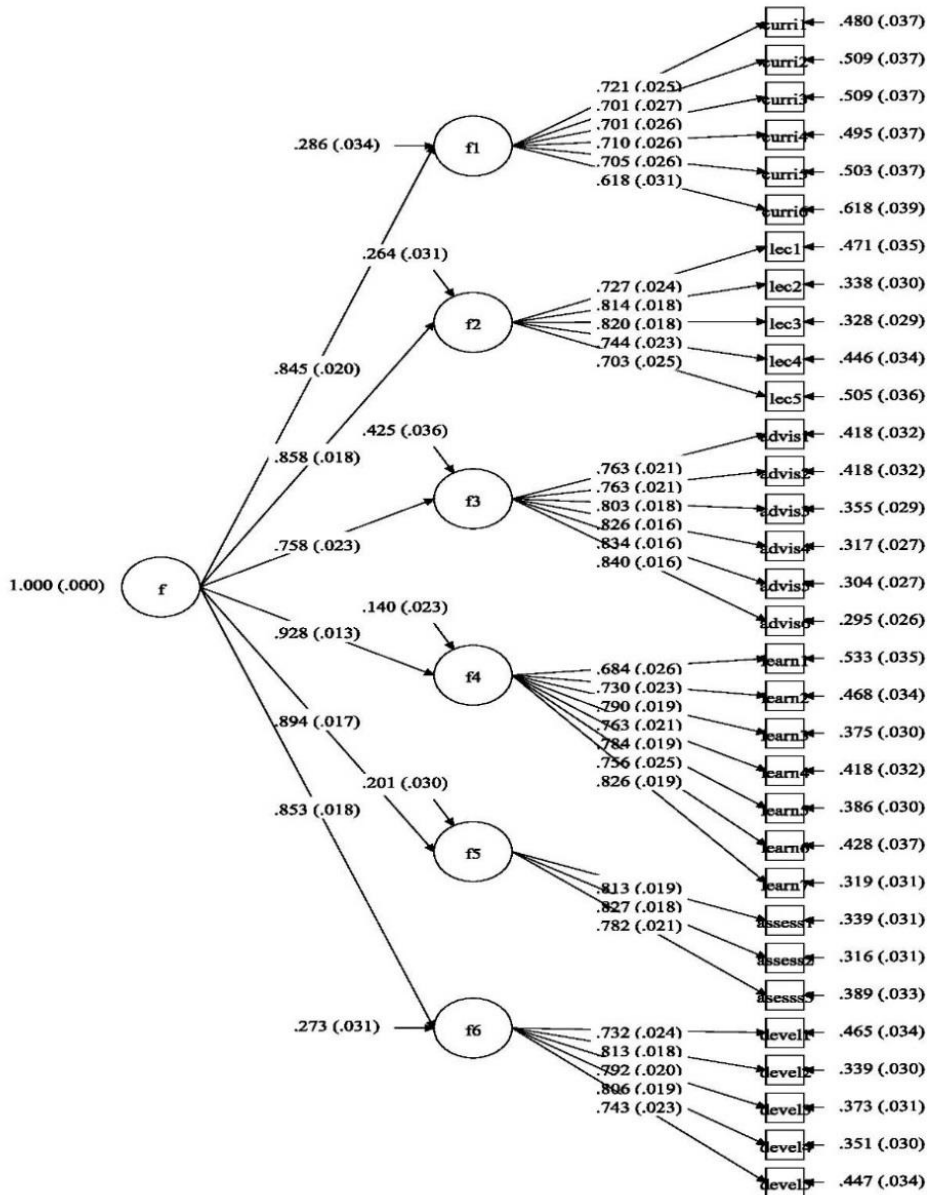 curri1 .480 (.037)
curri2 .509 (.037)
.721 (.025)
.701 (.027) curri3 .509 (.037)
.701 (.026)
.286 (.034) f1 .710 (.026) curri4 .495 (.037)
.705 (.026)
.618 (.031) curri5 .503 (.037)
curri6 .618 (.039)
.264 (.031) lec1 .471 (.035)
.727 (.024) lec2 .338 (.030)
.814 (.018)
f2 .820 (.018) lec3 .328 (.029)
.744 (.023)
.845 (.020) .703 (.025) lec4 .446 (.034)
lec5 .505 (.036)
.425 (.036) advis1 .418 (.032)
.858 (.018) .763 (.021) advis2 .418 (.032)
.763 (.021)
f3 .803 (.018) advis3 .355 (.029)
.826 (.016)
.758 (.023) .834 (.016) advis4 .317 (.027)
.840 (.016)
1.000 (.000) f advis5 .304 (.027)
.140 (.023) advis6 .295 (.026)
.928 (.013) learn1 .533 (.035)
.684 (.026)
f4 .730 (.023) learn2 .468 (.034)
.790 (.019)
.894 (.017) .763 (.021) learn3 .375 (.030)
.784 (.019)
.756 (.025) learn4 .418 (.032)
.201 (.030) .826 (.019)
.853 (.018) learn5 .386 (.030)
f5 learn6 .428 (.037)
learn7 .319 (.031)
.813 (.019)
.827 (.018) assess1 .339 (.031)
.782 (.021)
assess2 .316 (.031)
asesss3 .389 (.033)
.273 (.031) f6 .732 (.024) devel1 .465 (.034)
.813 (.018)
.792 (.020) devel2 .339 (.030)
.806 (.019)
.743 (.023) devel3 .373 (.031)
devel4 .351 (.030)
devel5 .447 (.034)